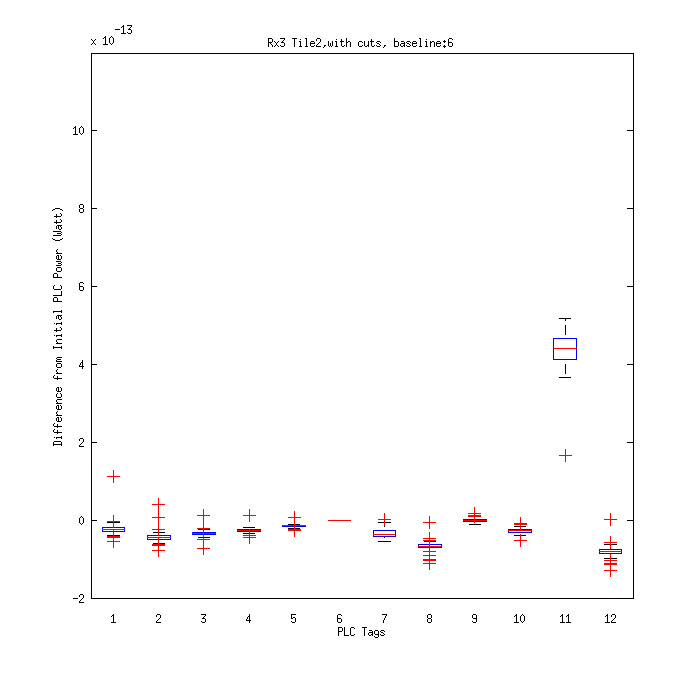 x 10^-13
Rx3 Tile2,with cuts, baseline:6
Difference from Initial PLC Power (Watt)
10
8
6
4
2
0
-2
1 2 3 4 5 6 7 8 9 10 11 12
PLC Tags